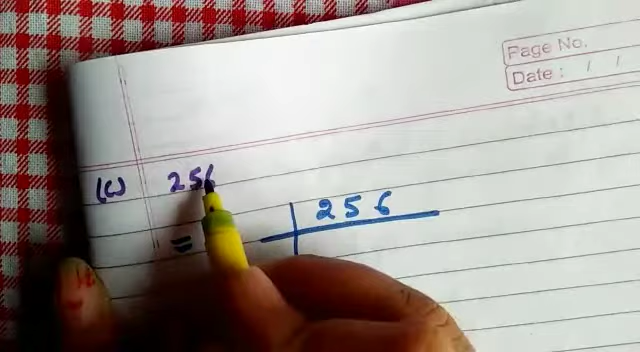 Page No.
Date : / /
(c) 256
256
=